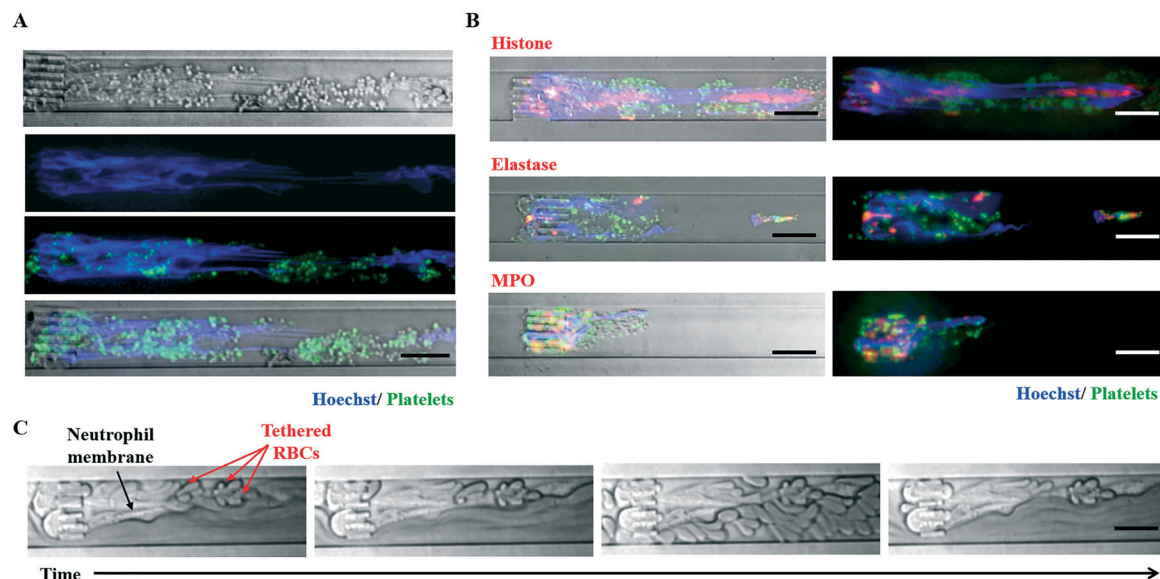 A
B
Histone
Elastase
MPO
Hoechst/ Platelets
Hoechst/ Platelets
C
Neutrophil
membrane
Tethered
RBCs
Time